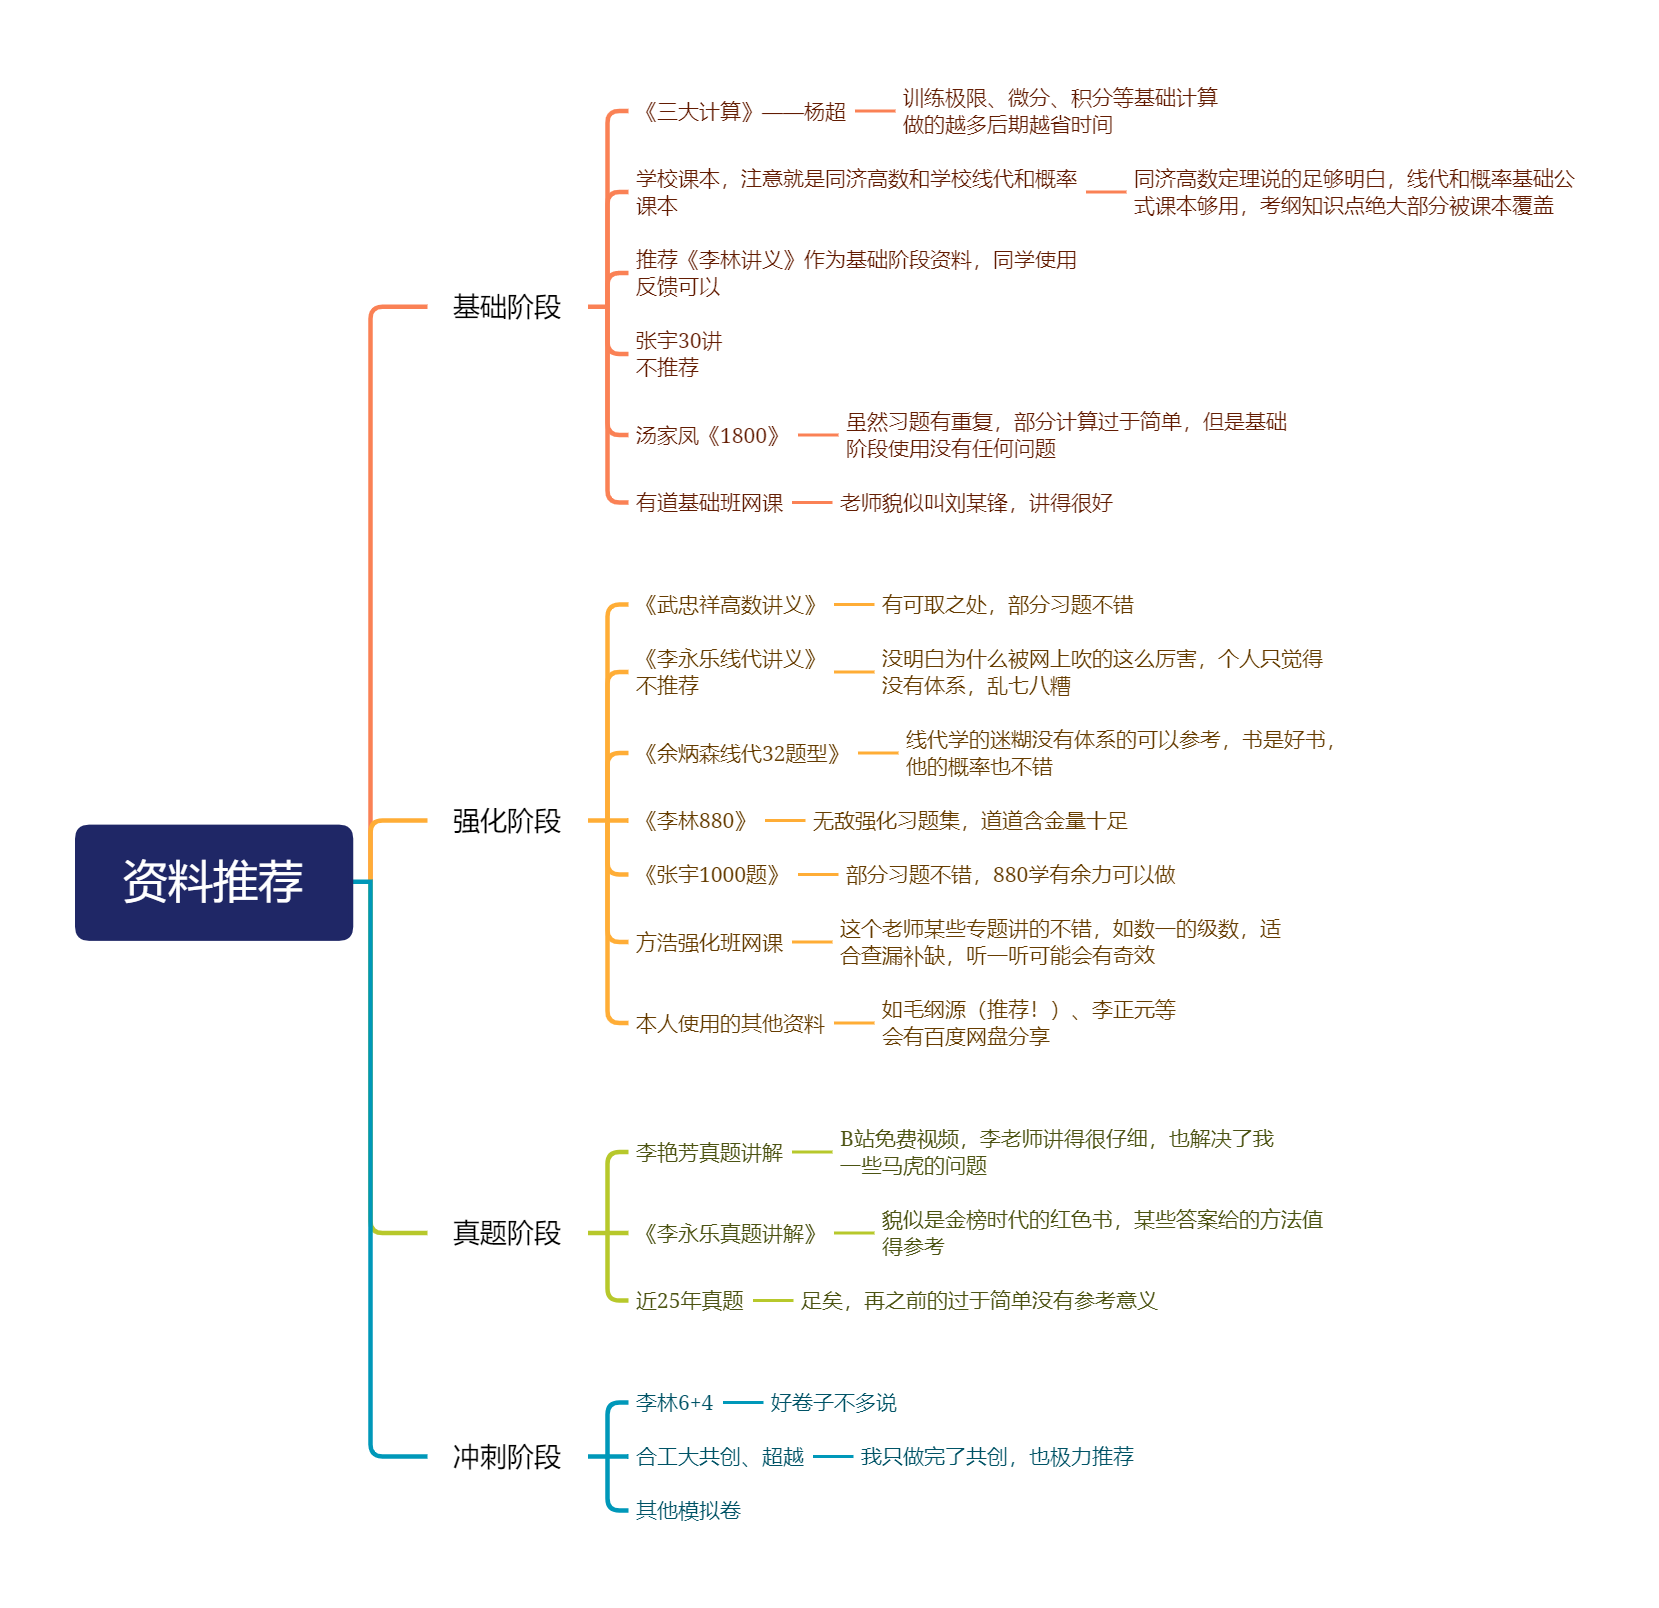 资料推荐
基础阶段
《三大计算》——杨超
训练极限、微分、积分等基础计算
做的越多后期越省时间
学校课本，注意就是同济高数和学校线代和概率
课本
同济高数定理说的足够明白，线代和概率基础公
式课本够用，考纲知识点绝大部分被课本覆盖
推荐《李林讲义》作为基础阶段资料，同学使用
反馈可以
张宇30讲
不推荐
汤家凤《1800》
虽然习题有重复，部分计算过于简单，但是基础
阶段使用没有任何问题
有道基础班网课
老师貌似叫刘某锋，讲得很好
强化阶段
《武忠祥高数讲义》
有可取之处，部分习题不错
《李永乐线代讲义》
不推荐
没明白为什么被网上吹的这么厉害，个人只觉得
没有体系，乱七八糟
《余炳森线代32题型》
线代学的迷糊没有体系的可以参考，书是好书，
他的概率也不错
《李林880》
无敌强化习题集，道道含金量十足
《张宇1000题》
部分习题不错，880学有余力可以做
方浩强化班网课
这个老师某些专题讲的不错，如数一的级数，适
合查漏补缺，听一听可能会有奇效
本人使用的其他资料
如毛纲源（推荐！）、李正元等
会有百度网盘分享
真题阶段
李艳芳真题讲解
B站免费视频，李老师讲得很仔细，也解决了我
一些马虎的问题
《李永乐真题讲解》
貌似是金榜时代的红色书，某些答案给的方法值
得参考
近25年真题
足矣，再之前的过于简单没有参考意义
冲刺阶段
李林6+4
好卷子不多说
合工大共创、超越
我只做完了共创，也极力推荐
其他模拟卷